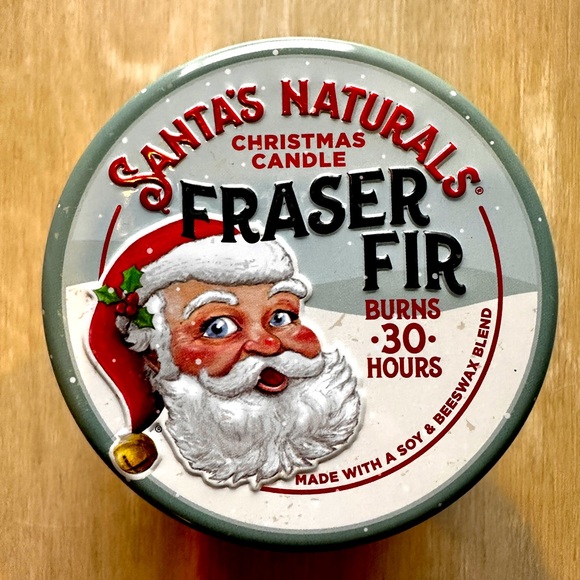 SANTA'S NATURALS®
CHRISTMAS
CANDLE
FRASER
FIR
BURNS
·30·
HOURS
MADE WITH A SOY & BEESWAX BLEND
®